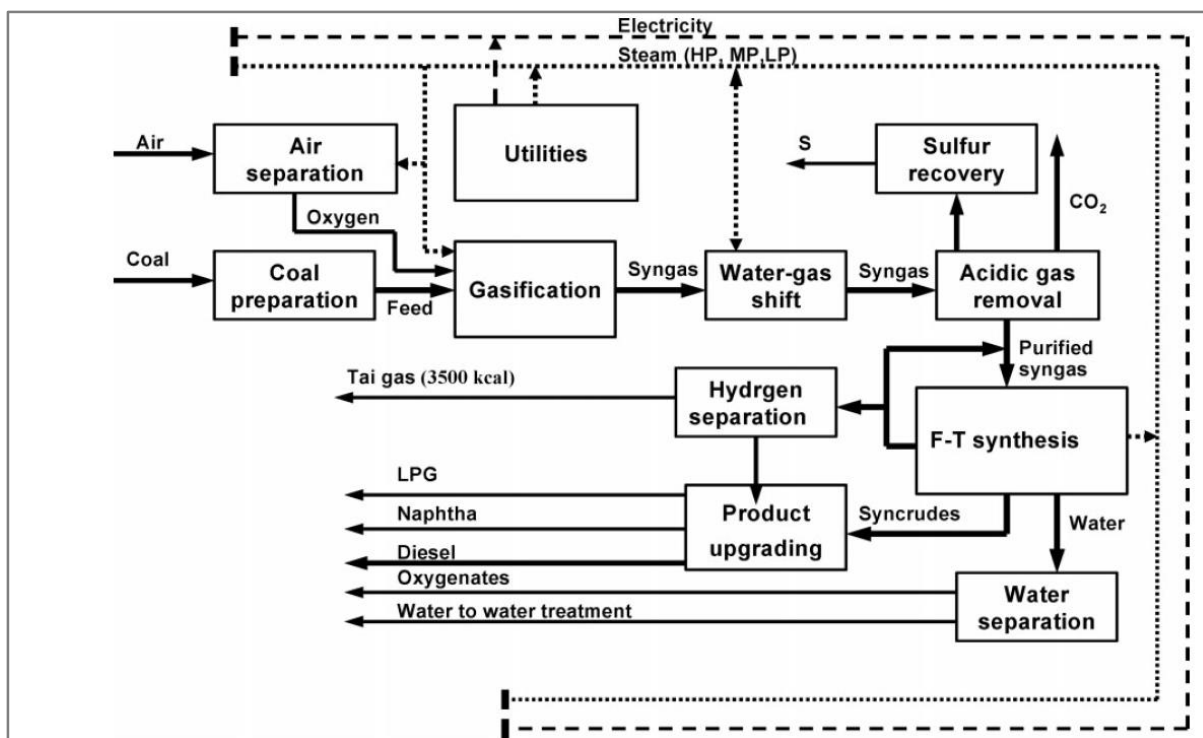 Electricity
Steam (HP, MP,LP)
Air
Air
separation
Utilities
S
Sulfur
recovery
CO₂
Oxygen
Coal
Coal
preparation
Feed
Gasification
Syngas
Water-gas
shift
Syngas
Acidic gas
removal
Purified
syngas
Tai gas (3500 kcal)
Hydrgen
separation
F-T synthesis
LPG
Naphtha
Diesel
Product
upgrading
Syncrudes
Water
Oxygenates
Water to water treatment
Water
separation